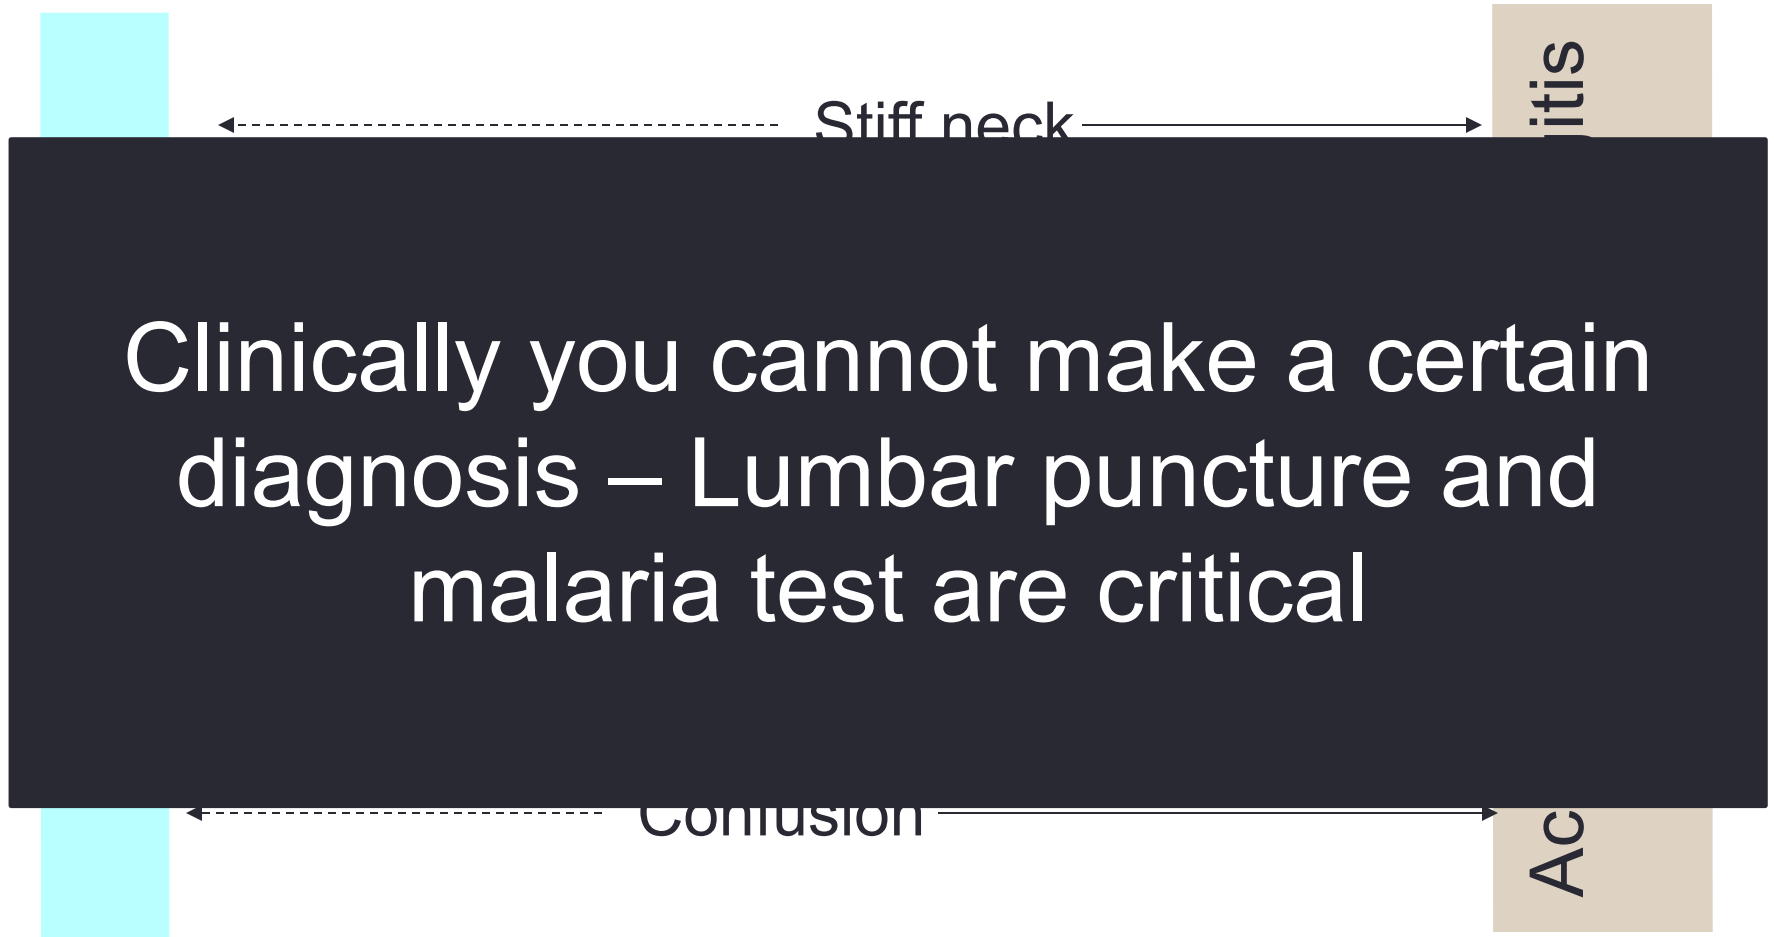 Stiff neck
Clinically you cannot make a certain
diagnosis – Lumbar puncture and
malaria test are critical
Confusion